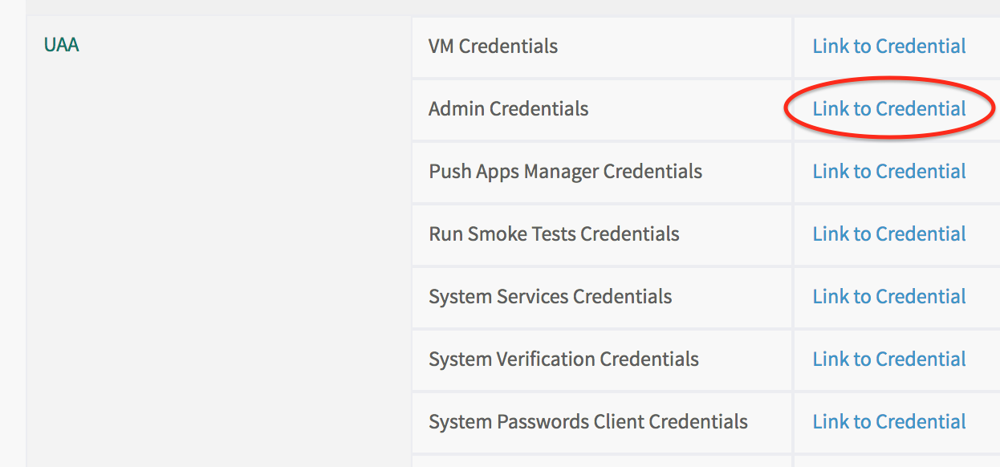 UAA
VM Credentials
Link to Credential
Admin Credentials
Link to Credential
Push Apps Manager Credentials
Link to Credential
Run Smoke Tests Credentials
Link to Credential
System Services Credentials
Link to Credential
System Verification Credentials
Link to Credential
System Passwords Client Credentials
Link to Credential